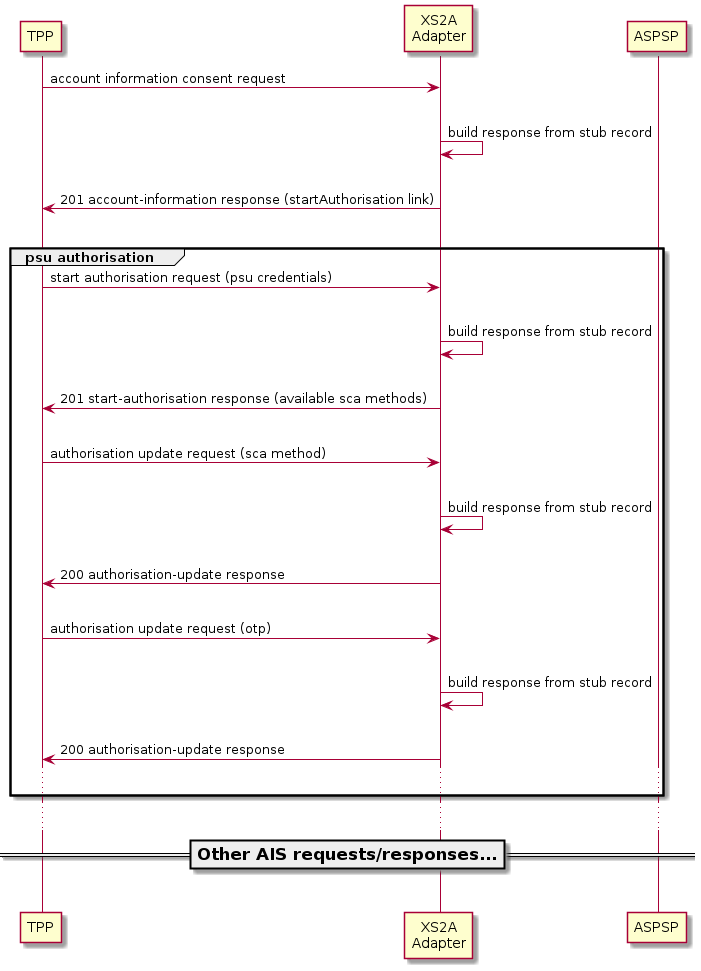 TPP
XS2A
Adapter
ASPSP
account information consent request
build response from stub record
201 account-information response (startAuthorisation link)
psu authorisation
start authorisation request (psu credentials)
build response from stub record
201 start-authorisation response (available sca methods)
authorisation update request (sca method)
build response from stub record
200 authorisation-update response
authorisation update request (otp)
build response from stub record
200 authorisation-update response
Other AIS requests/responses...
TPP
XS2A
Adapter
ASPSP